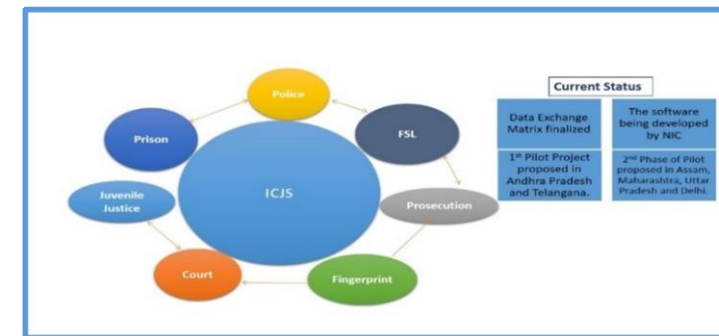 Police
FSL
Prosecution
Fingerprint
Court
Juvenile
Justice
Prison
ICJS
Current Status
Data Exchange
Matrix finalized
The software
being developed
by NIC
1st Pilot Project
proposed in
Andhra Pradesh
and Telangana.
2nd Phase of Pilot
proposed in Assam,
Maharashtra, Uttar
Pradesh and Delhi.